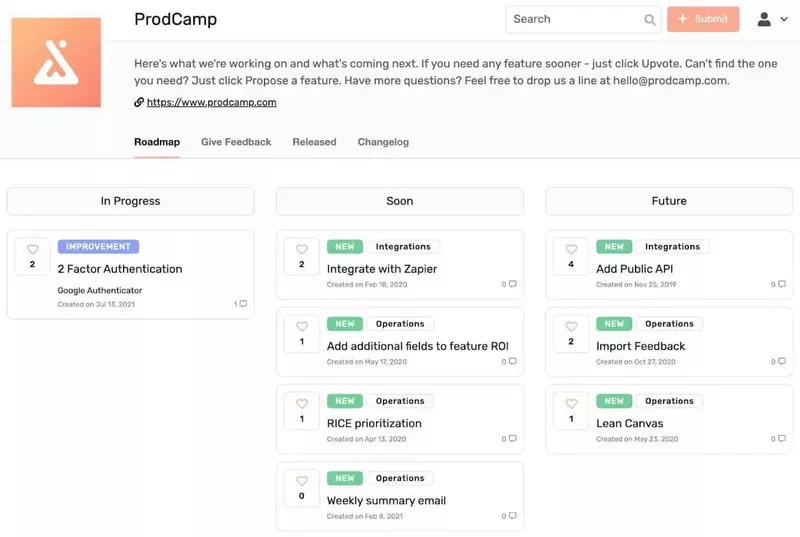 ProdCamp
Search
+ Submit
Here's what we're working on and what's coming next. If you need any feature sooner - just click Upvote. Can't find the one
you need? Just click Propose a feature. Have more questions? Feel free to drop us a line at hello@prodcamp.com.
https://www.prodcamp.com
Roadmap
Give Feedback
Released
Changelog
In Progress
2
IMPROVEMENT
2 Factor Authentication
Google Authenticator
Created on Jul 13, 2021
1
Soon
2
NEW Integrations
Integrate with Zapier
Created on Feb 18, 2020
0
1
NEW Operations
Add additional fields to feature ROI
Created on May 17, 2020
0
1
NEW Operations
RICE prioritization
Created on Apr 13, 2020
0
0
NEW Operations
Weekly summary email
Created on Feb 8, 2021
0
Future
4
NEW Integrations
Add Public API
Created on Nov 25, 2019
0
2
NEW Operations
Import Feedback
Created on Oct 27, 2020
0
1
NEW Operations
Lean Canvas
Created on May 23, 2020
0